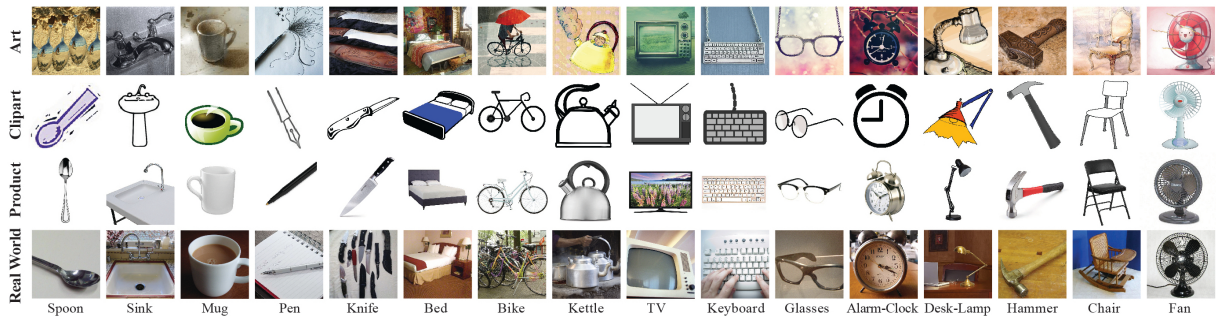 Art
Clipart
Product
Real World
Spoon Sink Mug Pen Knife Bed Bike Kettle TV Keyboard Glasses Alarm-Clock Desk-Lamp Hammer Chair Fan